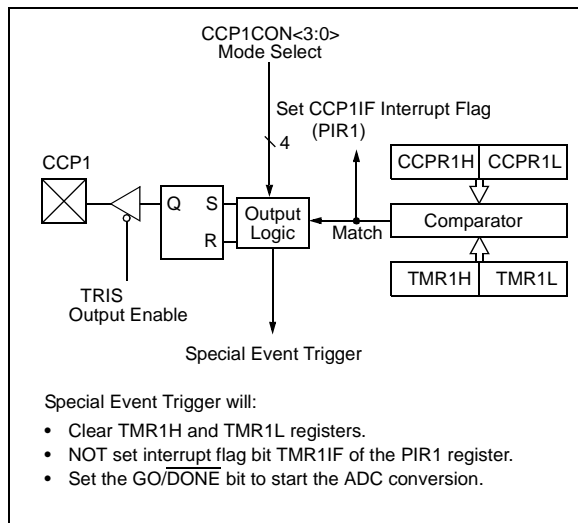 CCP1CON<3:0>
Mode Select
Set CCP1IF Interrupt Flag
(PIR1)
4
CCP1
CCPR1H CCPR1L
Q S
R
Output
Logic
Match
Comparator
TRIS
Output Enable
TMR1H TMR1L
Special Event Trigger
Special Event Trigger will:
• Clear TMR1H and TMR1L registers.
• NOT set interrupt flag bit TMR1IF of the PIR1 register.
• Set the GO/DONE bit to start the ADC conversion.